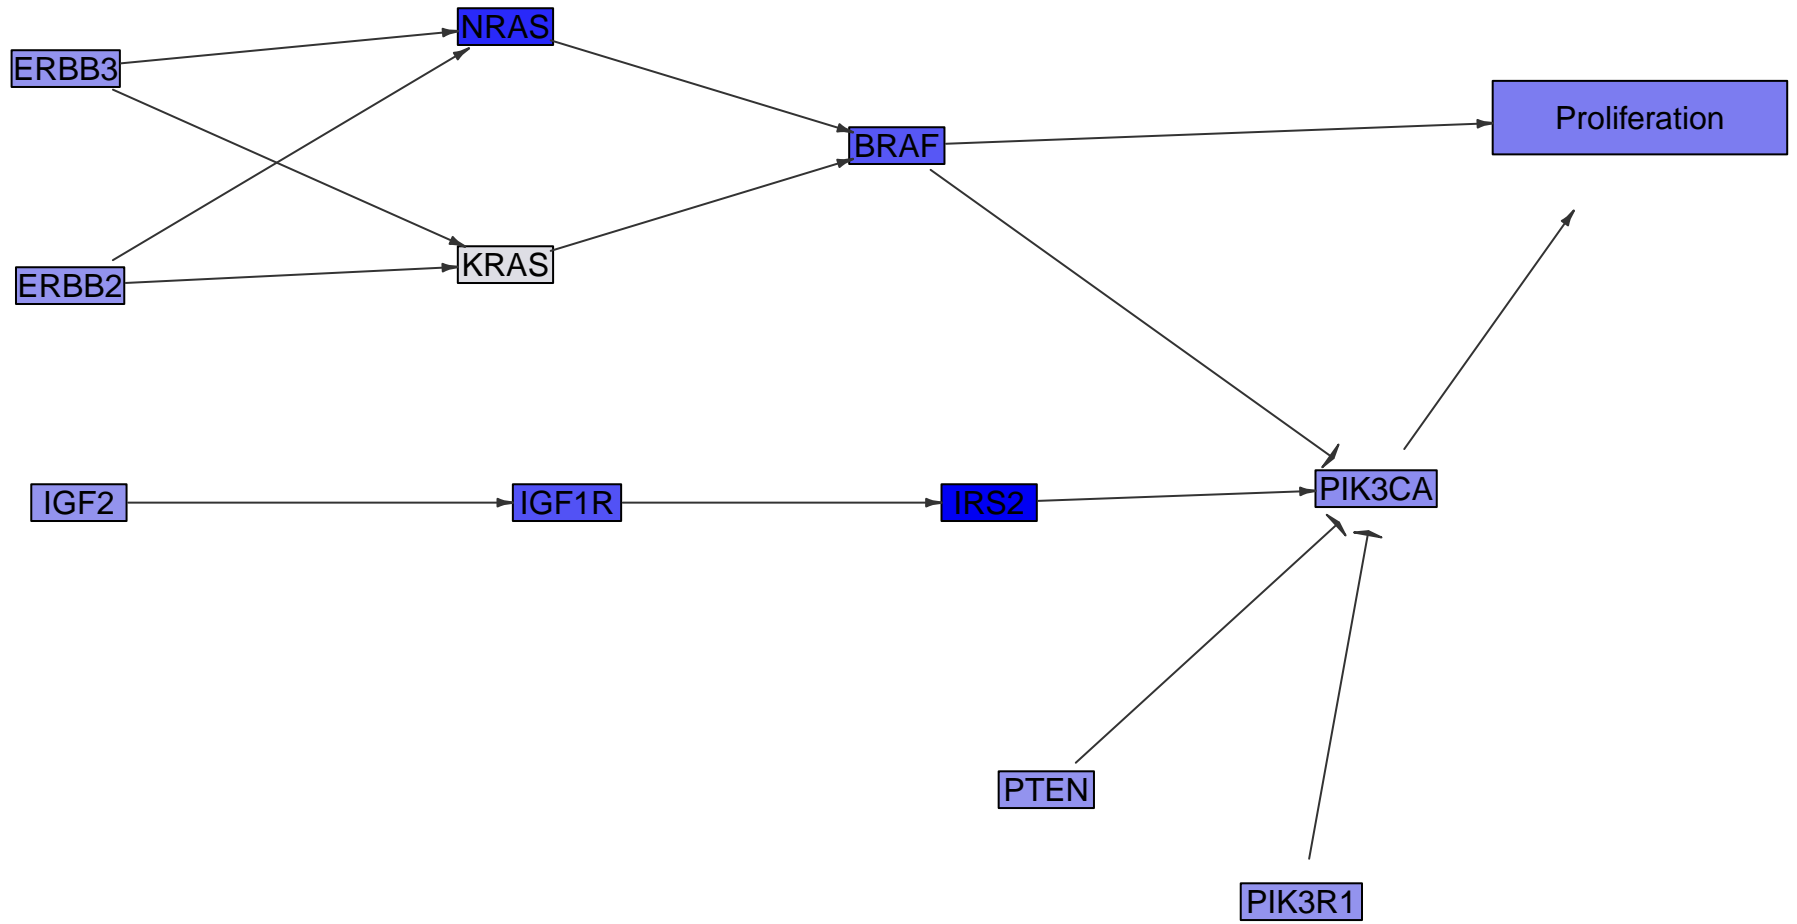 NRAS
ERBB3
Proliferation
BRAF
KRAS
ERBB2
IGF2
IGF1R
IRS2
PIK3CA
PTEN
PIK3R1